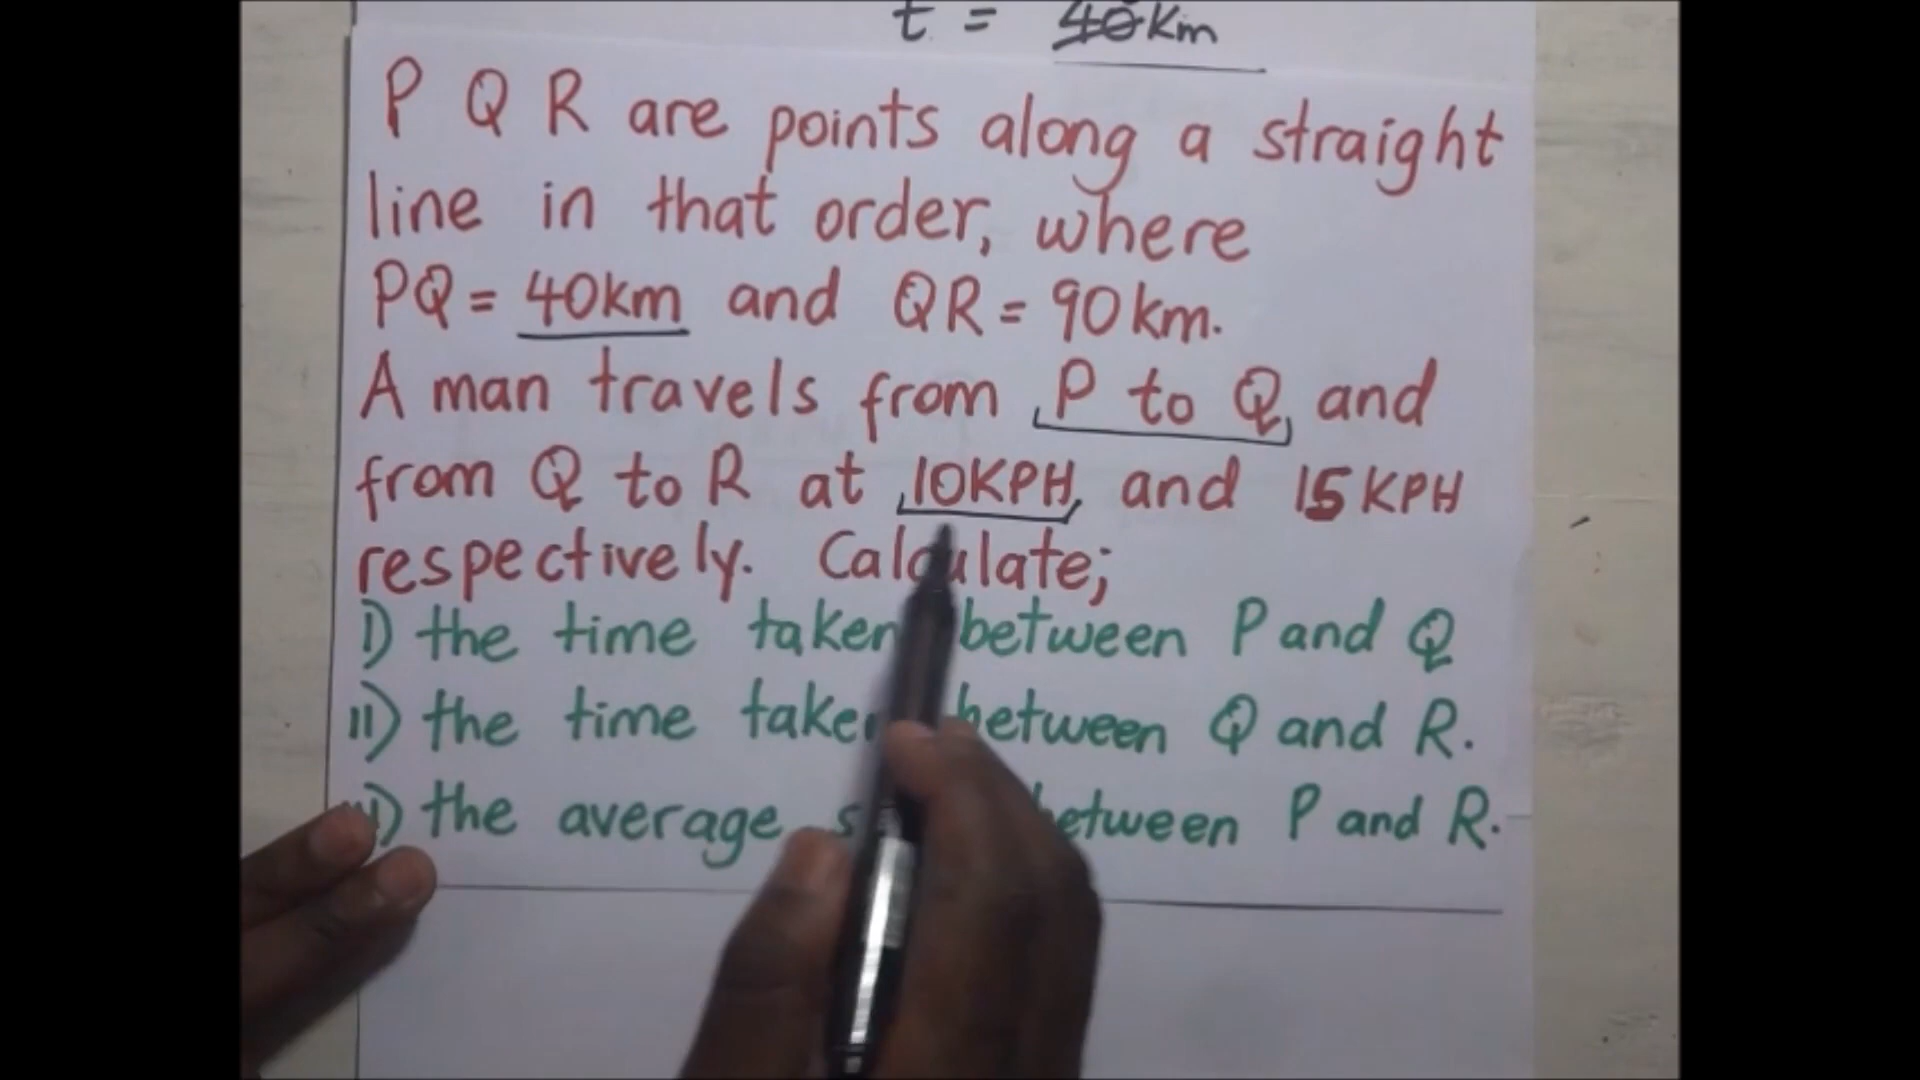 t = 40km
P Q R are points along a straight
line in that order, where
PQ = 40km and QR = 90km.
A man travels from P to Q and
from Q to R at 10KPH and 15KPH
respectively. Calculate;
I) the time taken between P and Q
II) the time taken between Q and R.
the average between P and R.